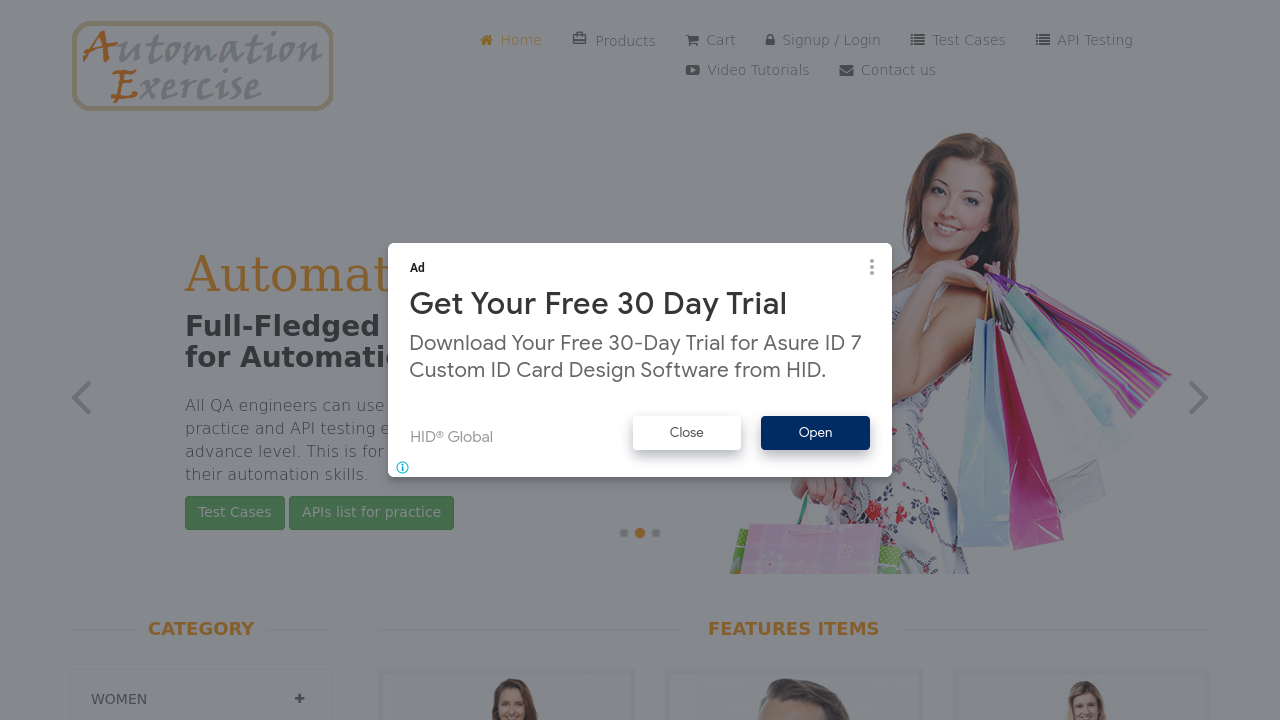 Automation
Exercise
Home
Products
Cart
Signup / Login
Test Cases
API Testing
Video Tutorials
Contact us
Automat
Full-Fledged
for Automati
All QA engineers can use
practice and API testing e
advance level. This is for
their automation skills.
Test Cases
APIs list for practice
Ad
Get Your Free 30 Day Trial
Download Your Free 30-Day Trial for Asure ID 7
Custom ID Card Design Software from HID.
HID® Global
Close
Open
CATEGORY
FEATURES ITEMS
WOMEN